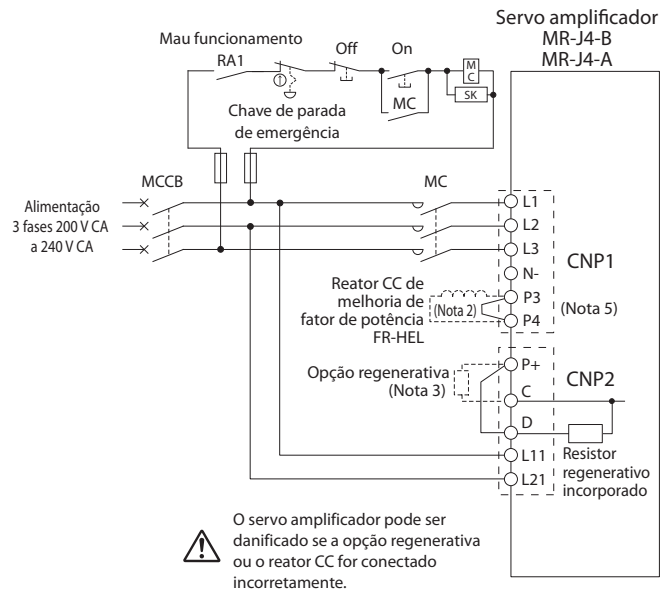 Servo amplificador
MR-J4-B
MR-J4-A
Mau funcionamento
RA1
Off
On
M
C
SK
MC
Chave de parada
de emergência
MCCB
MC
Alimentação
3 fases 200 V CA
a 240 V CA
L1
L2
L3
N-
CNP1
P3
P4
(Nota 5)
Reator CC de
melhoria de
fator de potência
FR-HEL
(Nota 2)
P+
C
D
L11
L21
CNP2
Opção regenerativa
(Nota 3)
Resistor
regenerativo
incorporado
O servo amplificador pode ser
danificado se a opção regenerativa
ou o reator CC for conectado
incorretamente.